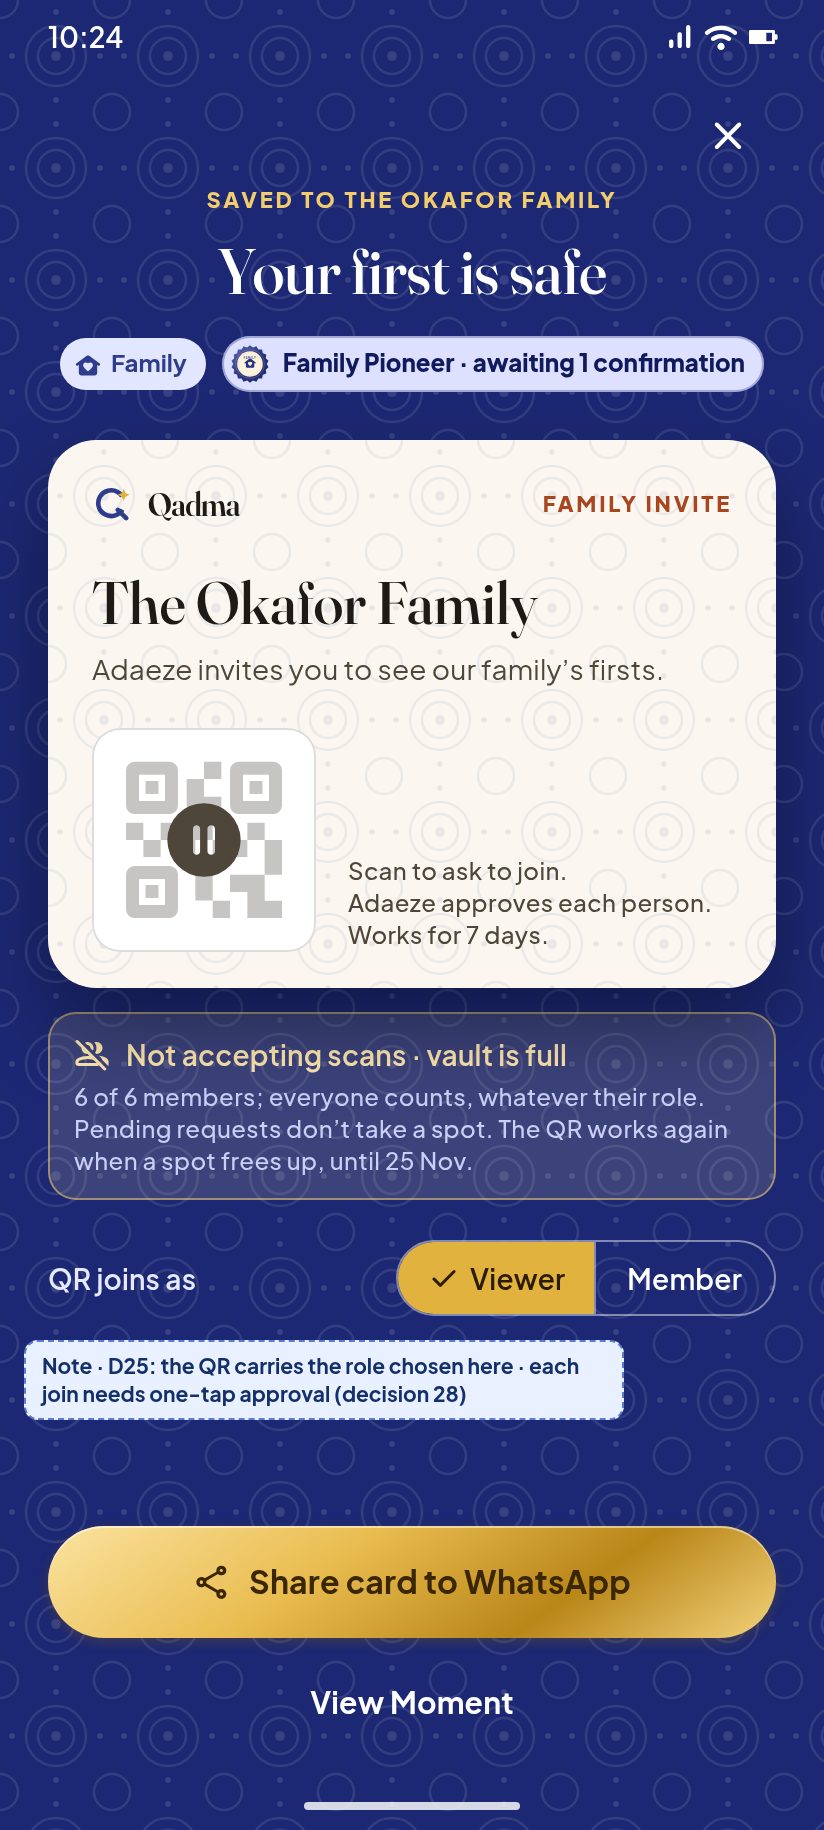 10:24
SAVED TO THE OKAFOR FAMILY
Your first is safe
Family
Family Pioneer · awaiting 1 confirmation
Qadma
FAMILY INVITE
The Okafor Family
Adaeze invites you to see our family’s firsts.
Scan to ask to join.
Adaeze approves each person.
Works for 7 days.
Not accepting scans · vault is full
6 of 6 members; everyone counts, whatever their role.
Pending requests don’t take a spot. The QR works again
when a spot frees up, until 25 Nov.
QR joins as
Viewer
Member
Note · D25: the QR carries the role chosen here · each
join needs one-tap approval (decision 28)
Share card to WhatsApp
View Moment